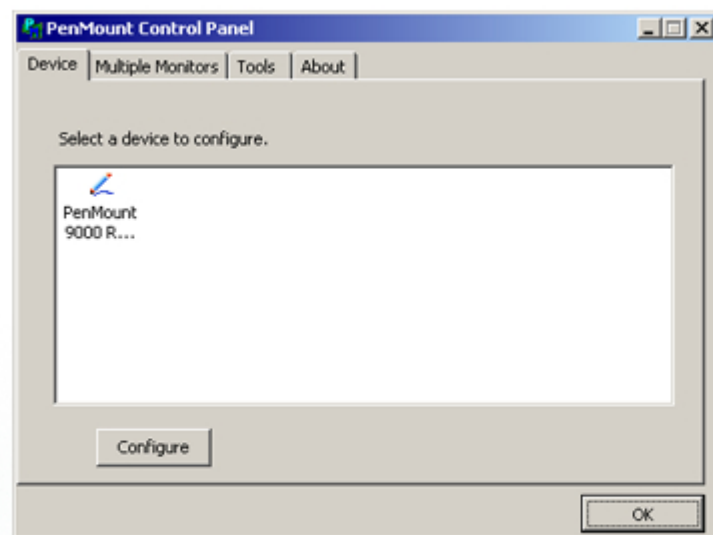 PenMount Control Panel
Device Multiple Monitors Tools About
Select a device to configure.
PenMount
9000 R...
Configure
OK